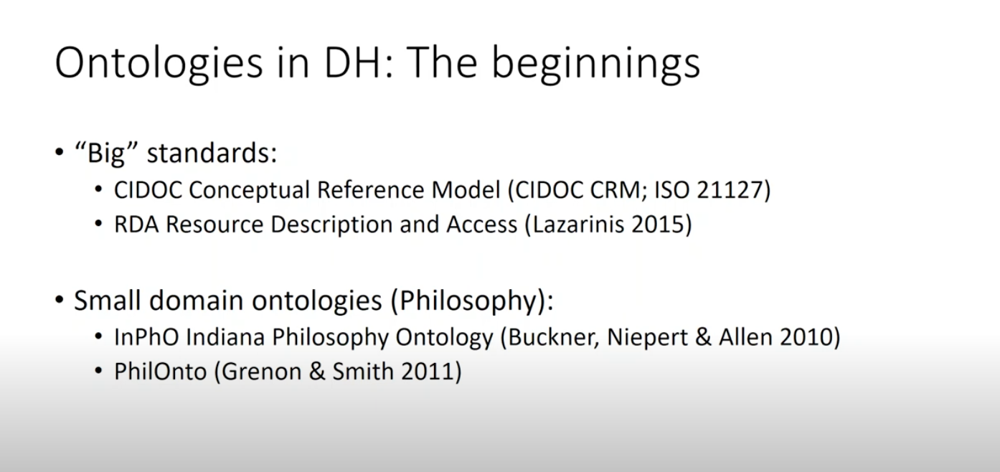 Ontologies in DH: The beginnings
• “Big” standards:
• CIDOC Conceptual Reference Model (CIDOC CRM; ISO 21127)
• RDA Resource Description and Access (Lazarinis 2015)
• Small domain ontologies (Philosophy):
• InPhO Indiana Philosophy Ontology (Buckner, Niepert & Allen 2010)
• PhilOnto (Grenon & Smith 2011)